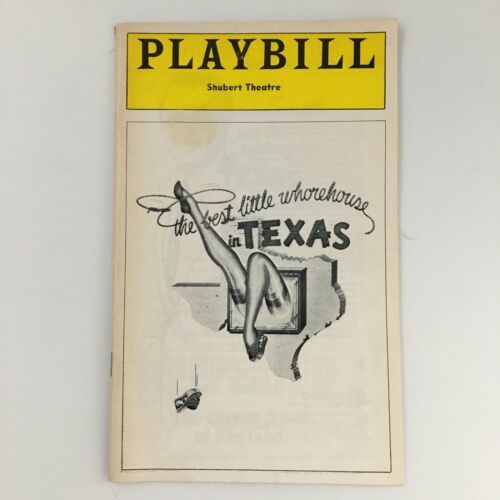 PLAYBILL
Shubert Theatre
the best little whorehouse
in TEXAS